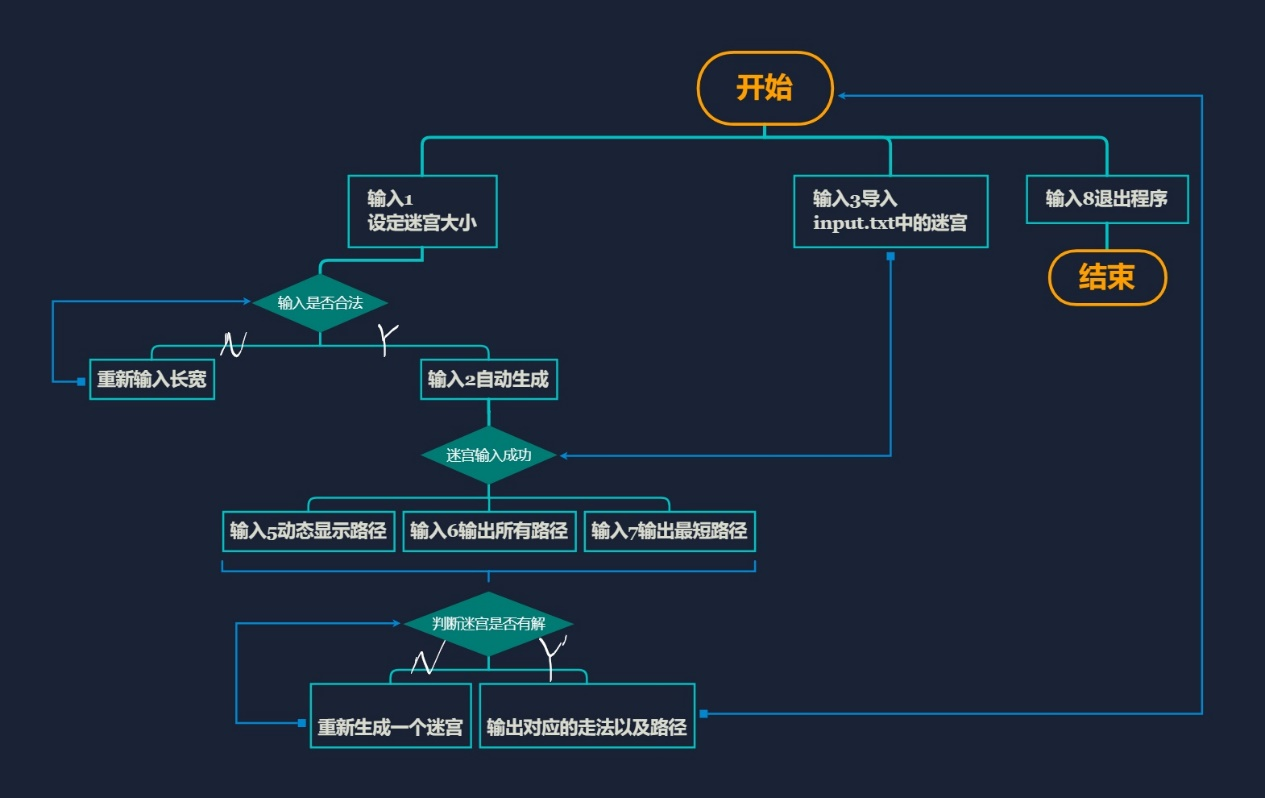 开始
输入1
设定迷宫大小
输入3导入
input.txt中的迷宫
输入8退出程序
结束
输入是否合法
N
Y
重新输入长宽
输入2自动生成
迷宫输入成功
输入5动态显示路径
输入6输出所有路径
输入7输出最短路径
判断迷宫是否有解
N
Y
重新生成一个迷宫
输出对应的走法以及路径